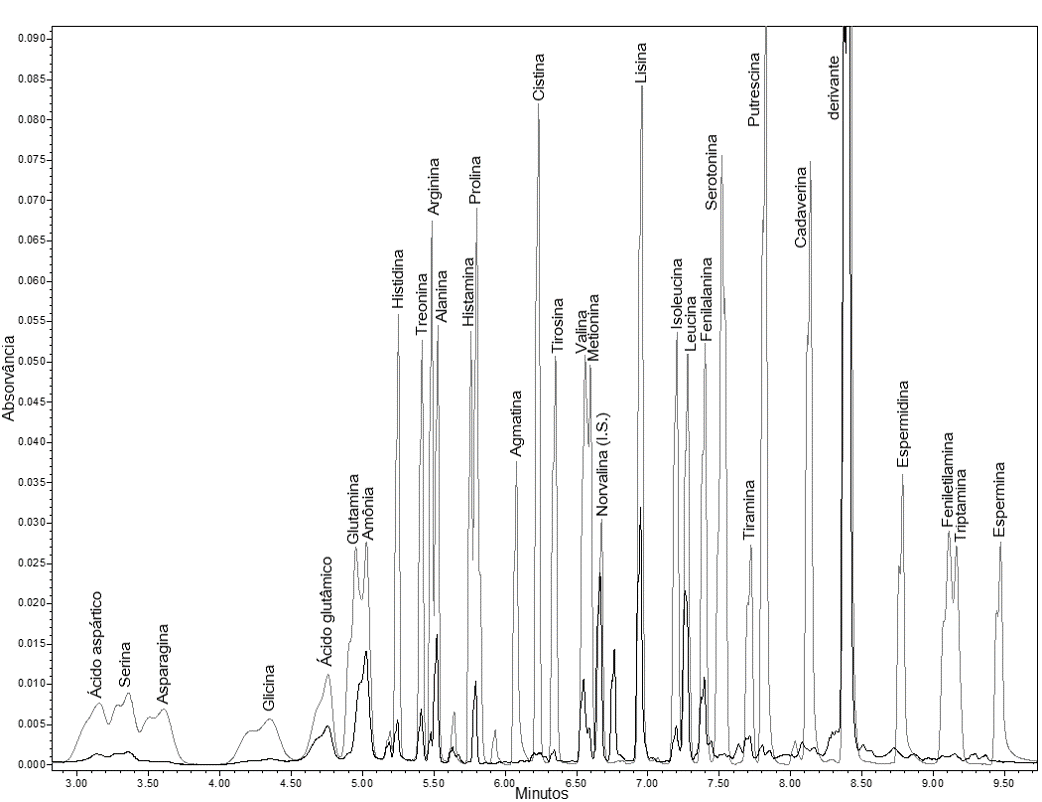 Absorvância
0.090
0.085
0.080
0.075
0.070
0.065
0.060
0.055
0.050
0.045
0.040
0.035
0.030
0.025
0.020
0.015
0.010
0.005
0.000
Ácido aspártico
Serina
Asparagina
Glicina
Ácido glutâmico
Glutamina
Amônia
Histidina
Treonina
Arginina
Alanina
Histamina
Prolina
Agmatina
Cistina
Tirosina
Valina
Metionina
Norvalina (I.S.)
Lisina
Isoleucina
Leucina
Fenilalanina
Serotonina
Tiramina
Putrescina
Cadaverina
derivante
Espermidina
Feniletilamina
Triptamina
Espermina
3.00 3.50 4.00 4.50 5.00 5.50 6.00 6.50 7.00 7.50 8.00 8.50 9.00 9.50
Minutos